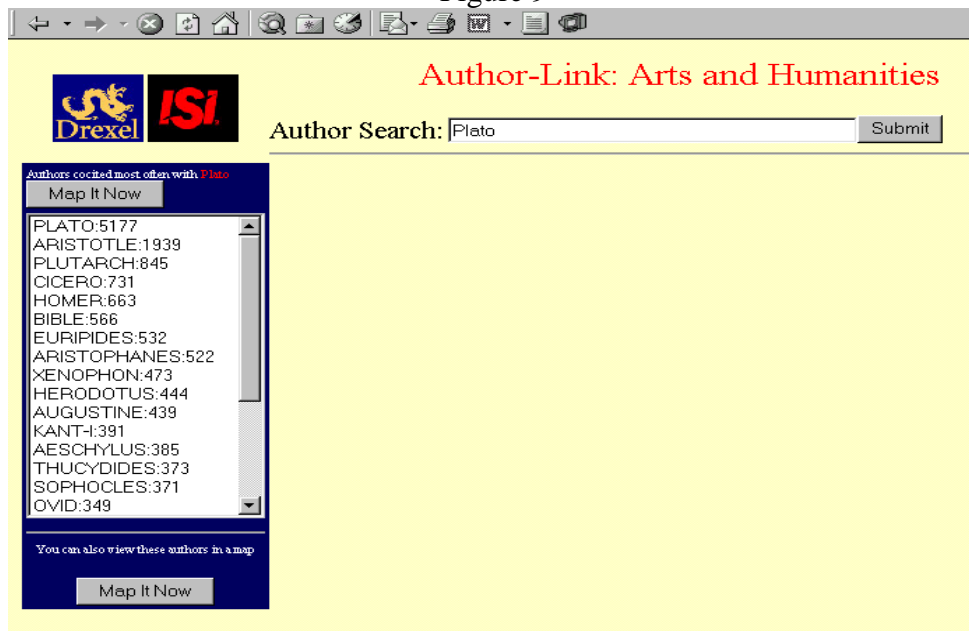 Figure 9
Author-Link: Arts and Humanities
Drexel
ISI
Author Search: Plato Submit
Authors cocited most often with Plato
Map It Now
PLATO:5177
ARISTOTLE:1939
PLUTARCH:845
CICERO:731
HOMER:663
BIBLE:566
EURIPIDES:532
ARISTOPHANES:522
XENOPHON:473
HERODOTUS:444
AUGUSTINE:439
KANT-I:391
AESCHYLUS:385
THUCYDIDES:373
SOPHOCLES:371
OVID:349
You can also view these authors in a map
Map It Now